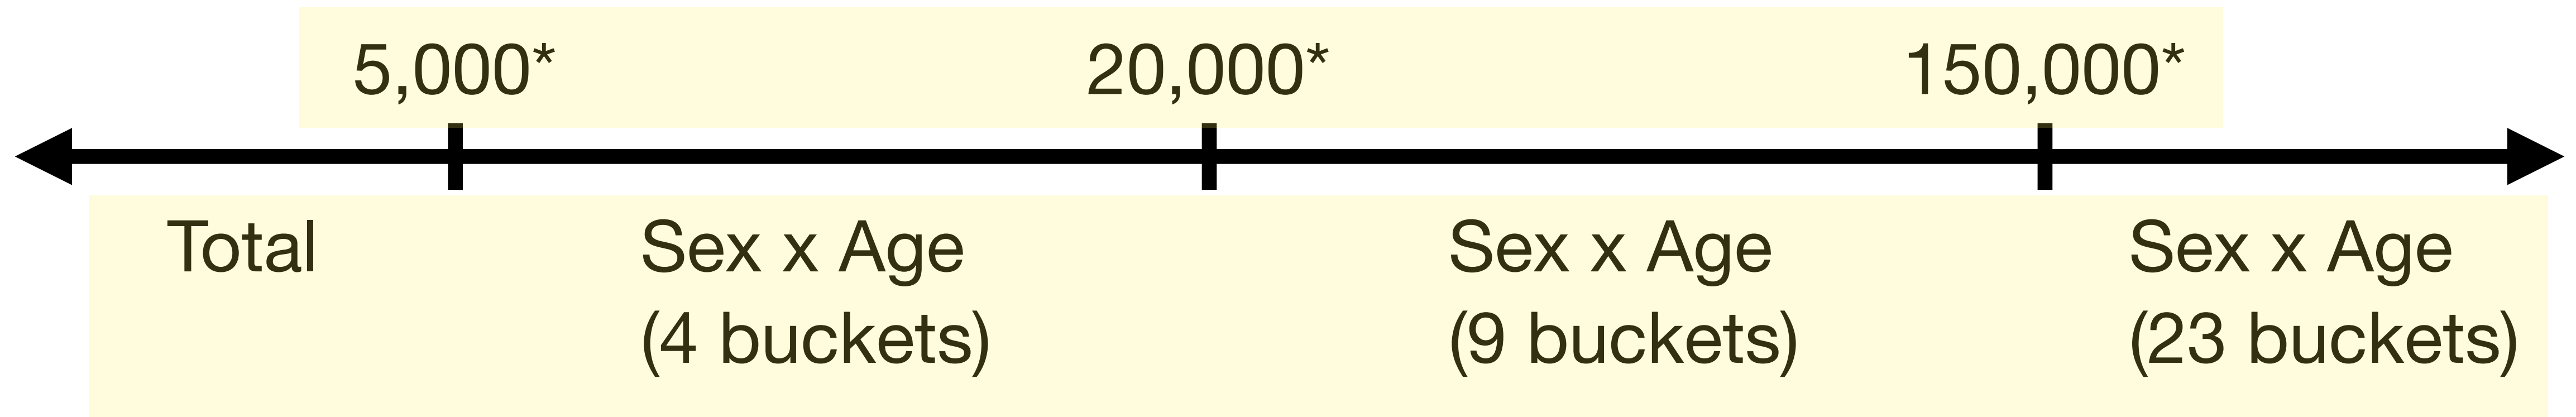 5,000* 20,000* 150,000*
Total Sex x Age Sex x Age Sex x Age
(4 buckets) (9 buckets) (23 buckets)